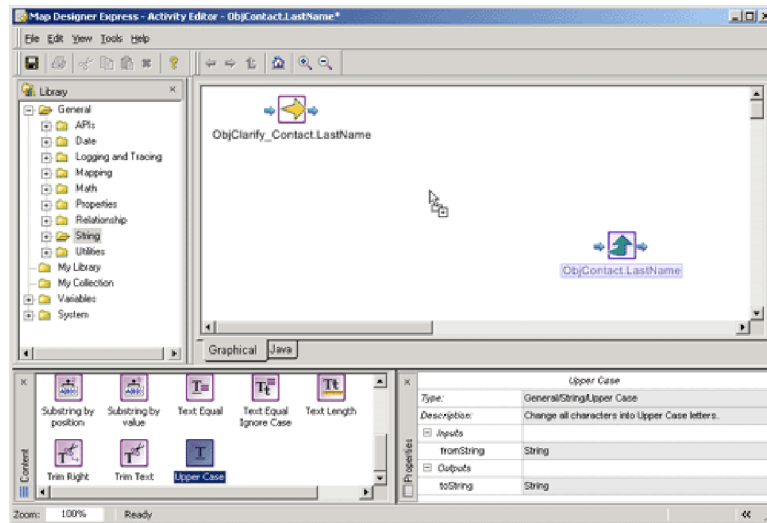 Map Designer Express - Activity Editor - ObjContact.LastName*
File Edit View Tools Help
Library
General
APIs
Date
Logging and Tracing
Mapping
Math
Properties
Relationship
String
Utilities
My Library
My Collection
Variables
System
ObjClarify_Contact.LastName
ObjContact.LastName
Graphical Java
Content
Substring by position
Substring by value
Text Equal
Text Equal Ignore Case
Text Length
Trim Right
Trim Text
Upper Case
Properties
Upper Case
Type: General/String/Upper Case
Description: Change all characters into Upper Case letters.
Inputs
fromString String
Outputs
toString String
Zoom: 100% Ready